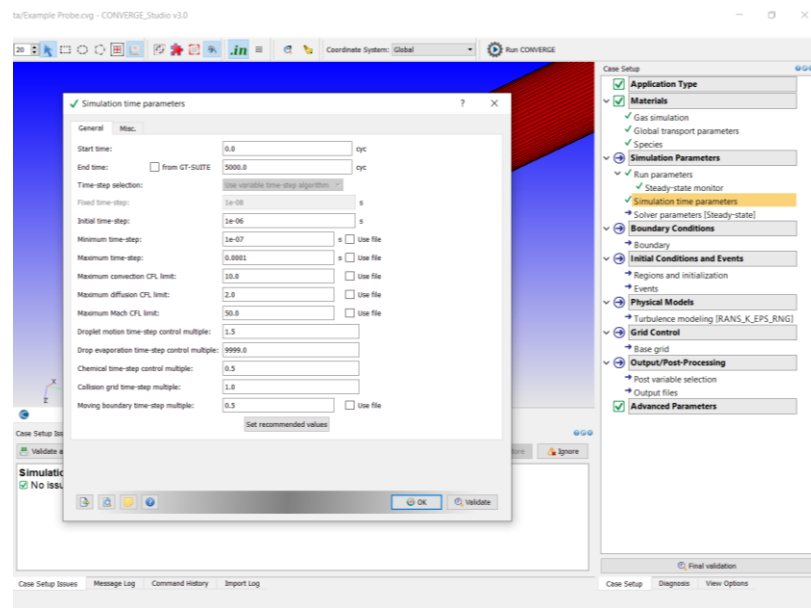 ta/Example Probe.cvg - CONVERGE_Studio v3.0
20 .in Coordinate System: Global Run CONVERGE
Case Setup
Application Type
Materials
Gas simulation
Global transport parameters
Species
Simulation Parameters
Run parameters
Steady-state monitor
Simulation time parameters
Solver parameters [Steady-state]
Boundary Conditions
Boundary
Initial Conditions and Events
Regions and initialization
Events
Physical Models
Turbulence modeling [RANS_K_EPS_RNG]
Grid Control
Base grid
Output/Post-Processing
Post variable selection
Output files
Advanced Parameters
Final validation
Case Setup Diagnosis View Options
Simulation time parameters ?
General Misc.
Start time: 0.0 cyc
End time: from GT-SUITE 5000.0 cyc
Time-step selection: Use variable time-step algorithm
Fixed time-step: 1e-08 s
Initial time-step: 1e-06 s
Minimum time-step: 1e-07 s Use file
Maximum time-step: 0.0001 s Use file
Maximum convection CFL limit: 10.0 Use file
Maximum diffusion CFL limit: 2.0 Use file
Maximum Mach CFL limit: 50.0 Use file
Droplet motion time-step control multiple: 1.5
Drop evaporation time-step control multiple: 9999.0
Chemical time-step control multiple: 0.5
Collision grid time-step multiple: 1.0
Moving boundary time-step multiple: 0.5 Use file
Set recommended values
OK Validate
x
z
Case Setup Iss
Validate a
Ignore
Simulatio
No issu
Case Setup Issues Message Log Command History Import Log